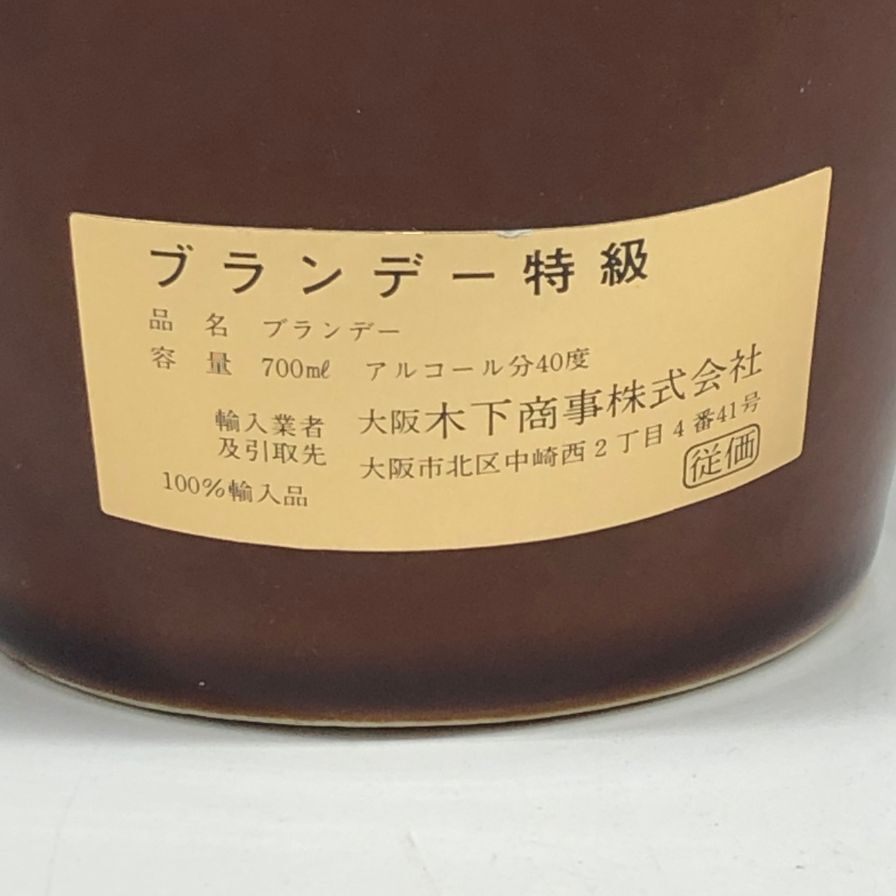 ブランデー特級
品名 ブランデー
容量 700㎖ アルコール分40度
輸入業者 大阪木下商事株式会社
及引取先 大阪市北区中崎西2丁目4番41号
100%輸入品 従価